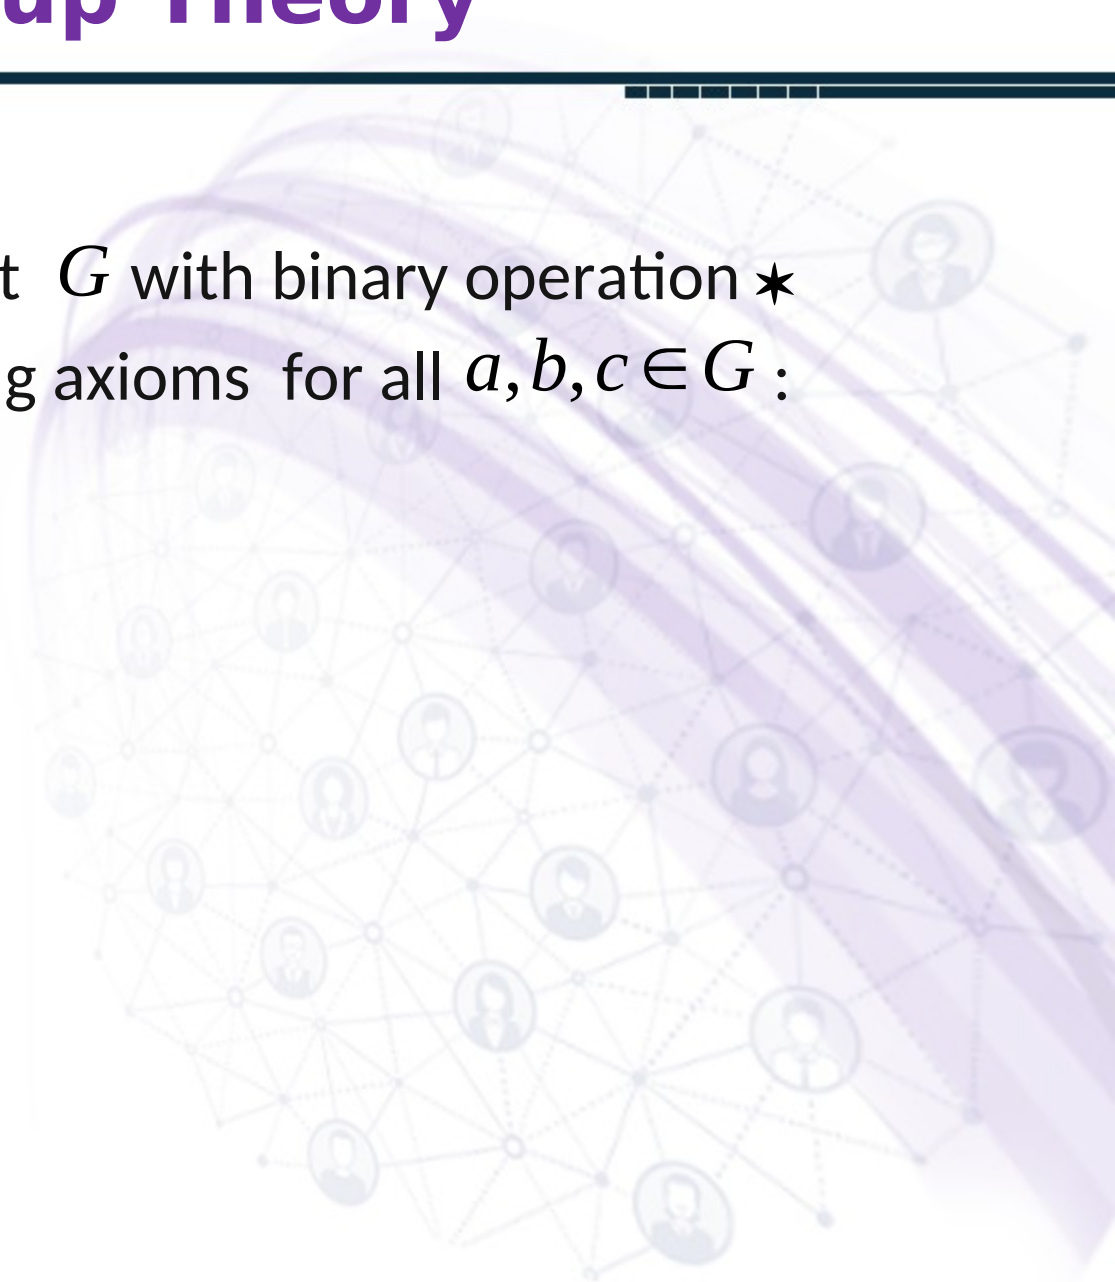 up Theory
t G with binary operation ∗
g axioms for all a,b,c∈G :